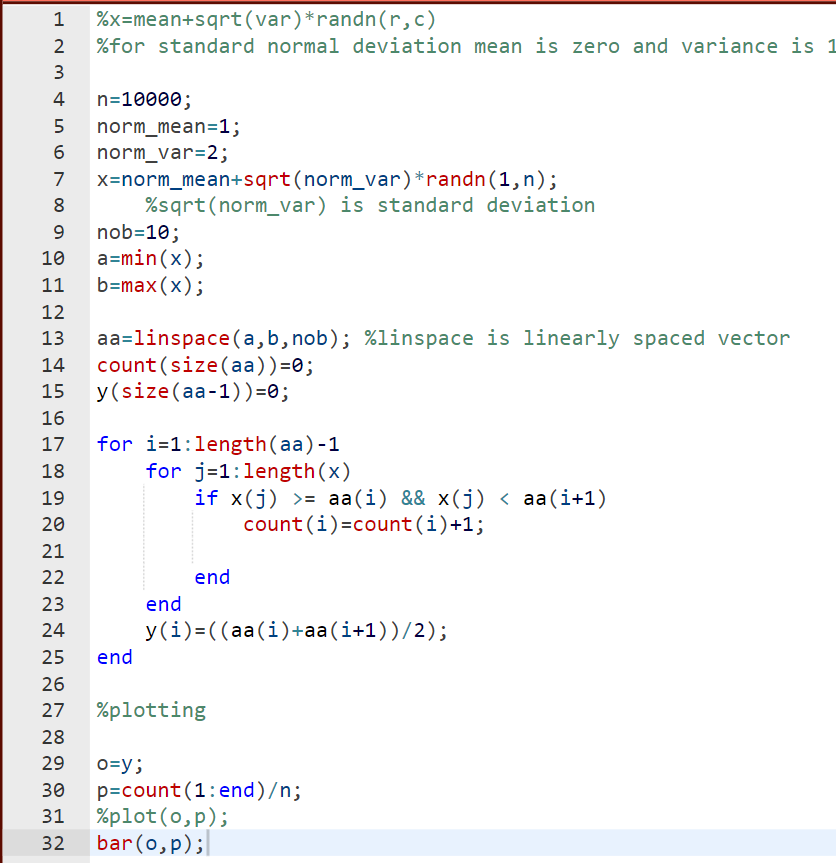 1 %x=mean+sqrt(var)*randn(r,c)
2 %for standard normal deviation mean is zero and variance is 1
3
4 n=10000;
5 norm_mean=1;
6 norm_var=2;
7 x=norm_mean+sqrt(norm_var)*randn(1,n);
8     %sqrt(norm_var) is standard deviation
9 nob=10;
10 a=min(x);
11 b=max(x);
12
13 aa=linspace(a,b,nob); %linspace is linearly spaced vector
14 count(size(aa))=0;
15 y(size(aa-1))=0;
16
17 for i=1:length(aa)-1
18     for j=1:length(x)
19         if x(j) >= aa(i) && x(j) < aa(i+1)
20             count(i)=count(i)+1;
21
22         end
23     end
24     y(i)=((aa(i)+aa(i+1))/2);
25 end
26
27 %plotting
28
29 o=y;
30 p=count(1:end)/n;
31 %plot(o,p);
32 bar(o,p);